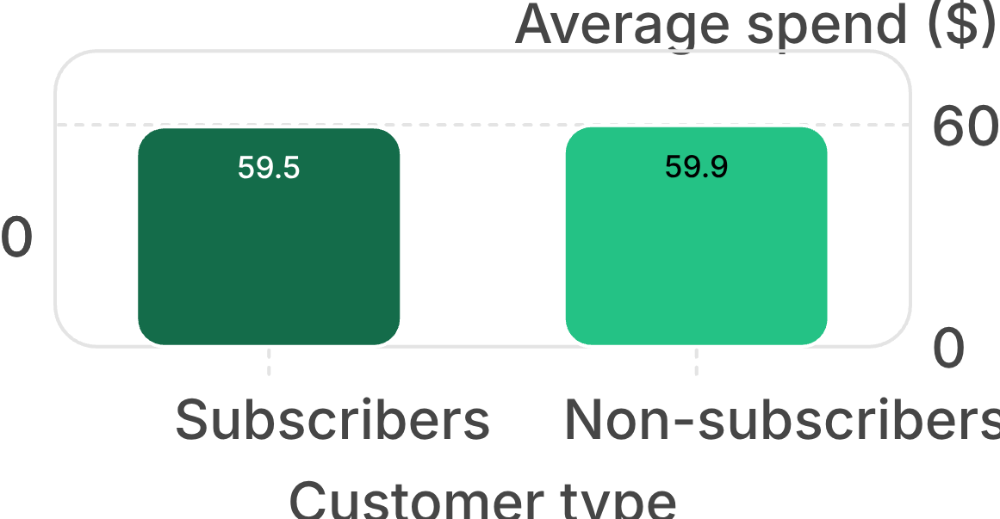 Average spend ($)
60
59.5 59.9
0
0
Subscribers Non-subscribers
Customer type